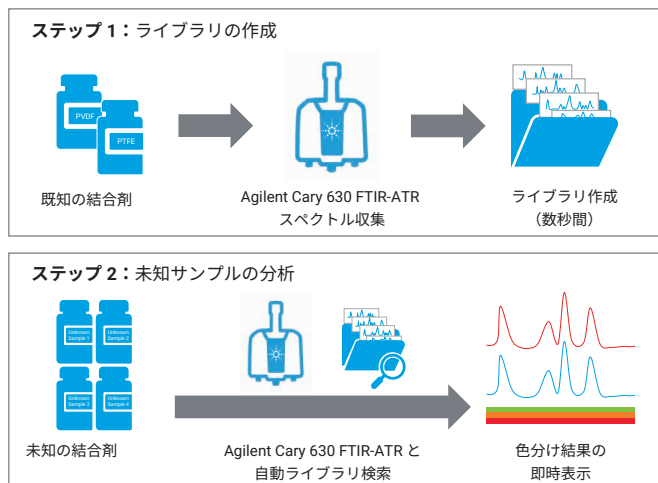 ステップ 1：ライブラリの作成
PVDF
PTFE
既知の結合剤
Agilent Cary 630 FTIR-ATR
スペクトル収集
ライブラリ作成
（数秒間）
ステップ 2：未知サンプルの分析
Unknown
Sample 1
Unknown
Sample 2
Unknown
Sample 3
Unknown
Sample 4
未知の結合剤
Agilent Cary 630 FTIR-ATR と
自動ライブラリ検索
色分け結果の
即時表示